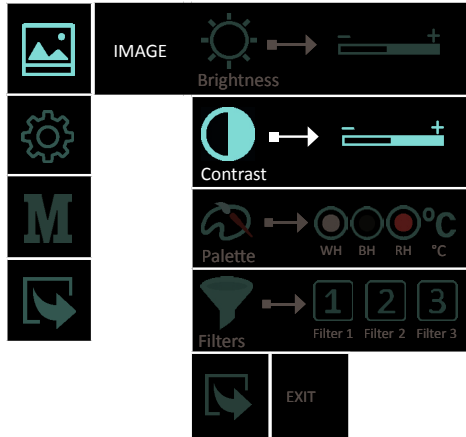 IMAGE
− +
Brightness
− +
Contrast
M
°C
WH BH RH °C
Palette
1 2 3
Filter 1 Filter 2 Filter 3
Filters
EXIT